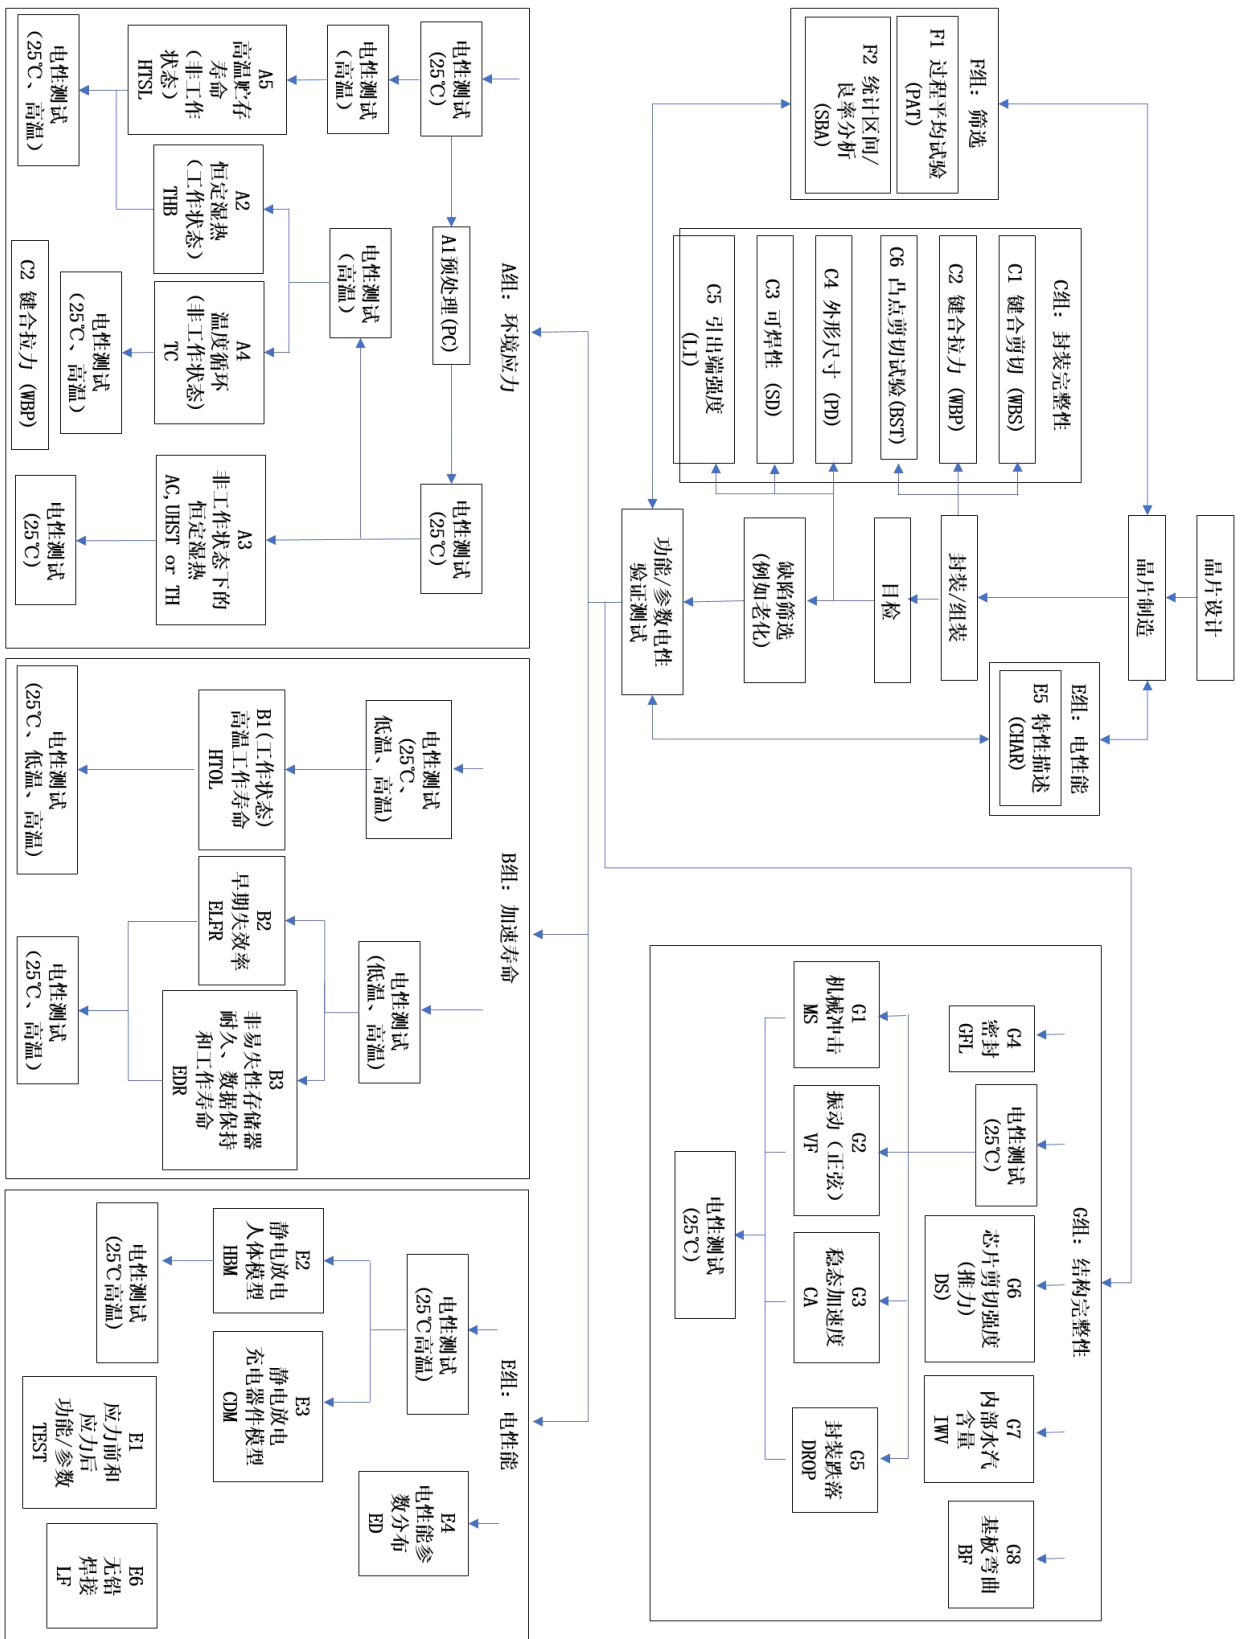 晶片设计
晶片制造
F组：筛选
F1 过程平均试验
(PAT)
F2 统计区间/
良率分析
(SBA)
E组：电性能
E5 特性描述
(CHAR)
C组：封装完整性
C1 键合剪切 (WBS)
C2 键合拉力 (WBP)
C6 凸点剪切试验(BST)
C4 外形尺寸 (PD)
C3 可焊性 (SD)
C5 引出端强度
(LI)
封装/组装
目检
缺陷筛选
(例如老化)
功能/参数电性
验证测试
G组：结构完整性
G4
密封
GFL
电性测试
(25℃)
G6
芯片剪切强度
(推力)
DS)
G7
内部水汽
含量
IWV
G8
基板弯曲
BF
G1
机械冲击
MS
G2
振动（正弦）
VF
G3
稳态加速度
CA
G5
封装跌落
DROP
电性测试
(25℃)
A组：环境应力
电性测试
(25℃)
A1预处理(PC)
电性测试
(25℃)
电性测试
(高温)
电性测试
(高温)
A5
高温贮存
寿命
(非工作
状态)
HTSL
A2
恒定湿热
(工作状态)
THB
A4
温度循环
(非工作状态)
TC
A3
非工作状态下的
恒定湿热
AC,UHST or TH
电性测试
(25℃、高温)
电性测试
(25℃、高温)
C2 键合拉力 (WBP)
电性测试
(25℃)
B组：加速寿命
电性测试
(25℃、
低温、高温)
电性测试
(低温、高温)
B1(工作状态)
高温工作寿命
HTOL
B2
早期失效率
ELFR
B3
非易失性存储器
耐久、数据保持
和工作寿命
EDR
电性测试
(25℃、低温、高温)
电性测试
(25℃、高温)
E组：电性能
电性测试
(25℃高温)
E4
电性能参
数分布
ED
E2
静电放电
人体模型
HBM
E3
静电放电
充电器件模型
CDM
电性测试
(25℃高温)
E1
应力前和
应力后
功能/参数
TEST
E6
无铅
焊接
LF